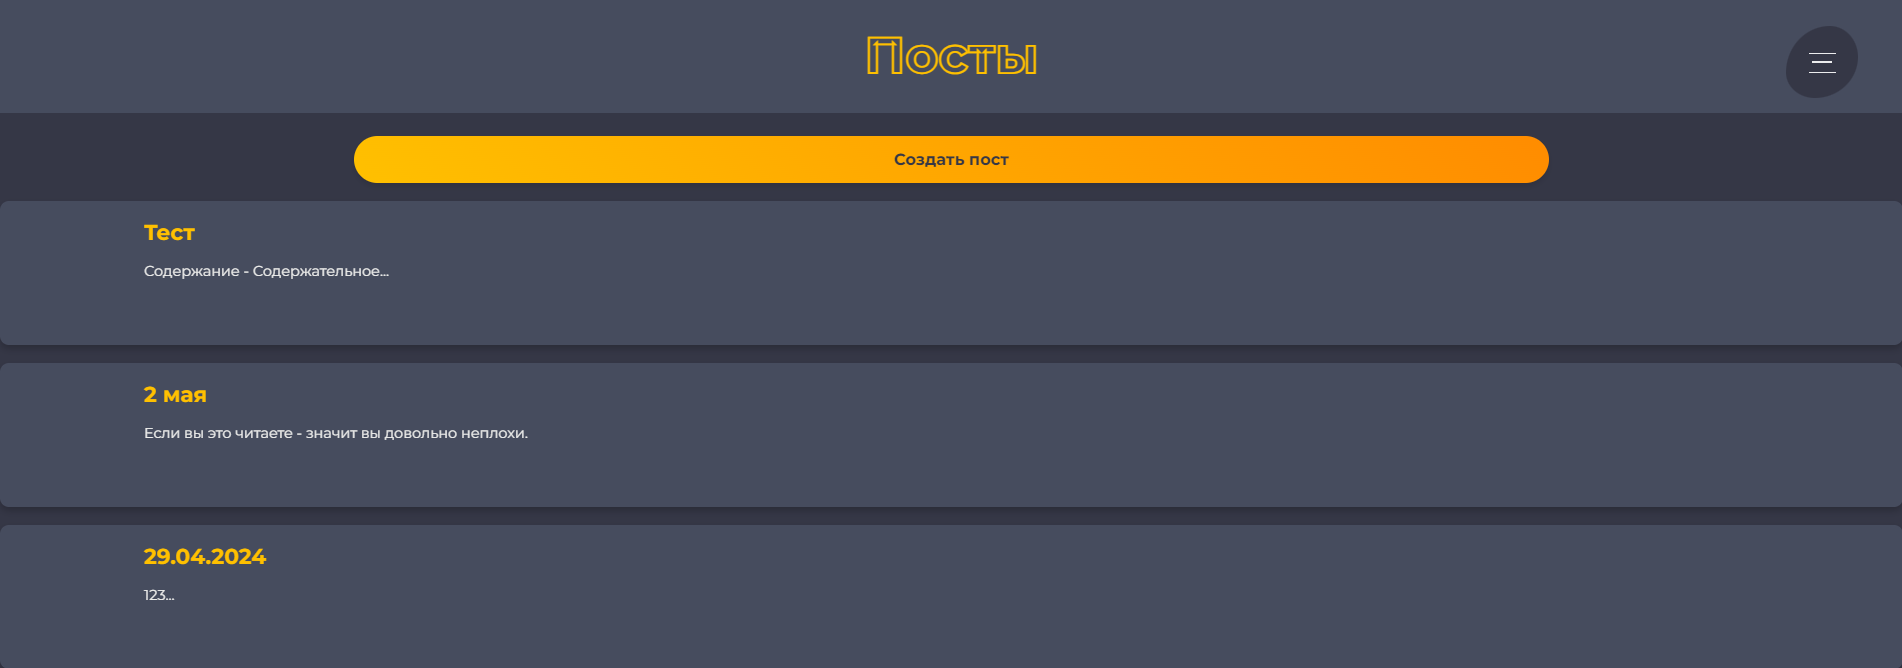 Посты
Создать пост
Тест
Содержание - Содержательное...
2 мая
Если вы это читаете - значит вы довольно неплохи.
29.04.2024
123...